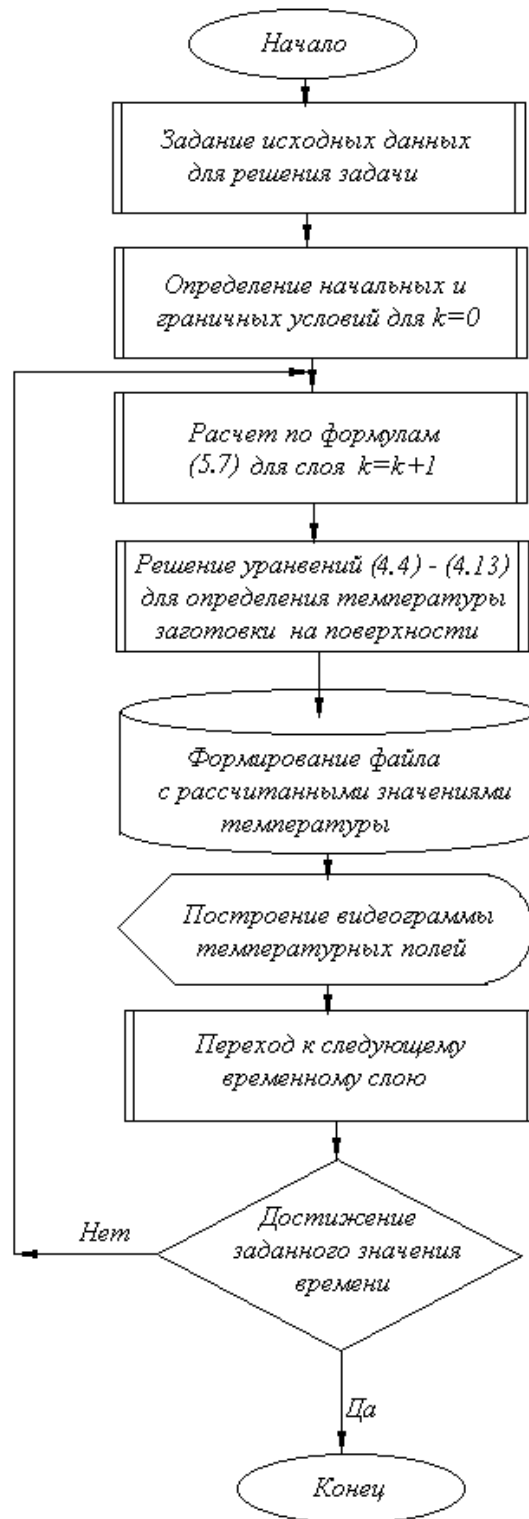 Начало
Задание исходных данных
для решения задачи
Определение начальных и
граничных условий для k=0
Расчет по формулам
(5.7) для слоя k=k+1
Решение уранвений (4.4) - (4.13)
для определения температуры
заготовки на поверхности
Формирование файла
с рассчитанными значениями
температуры
Построение видеограммы
температурных полей
Переход к следующему
временному слою
Нет
Достижение
заданного значения
времени
Да
Конец